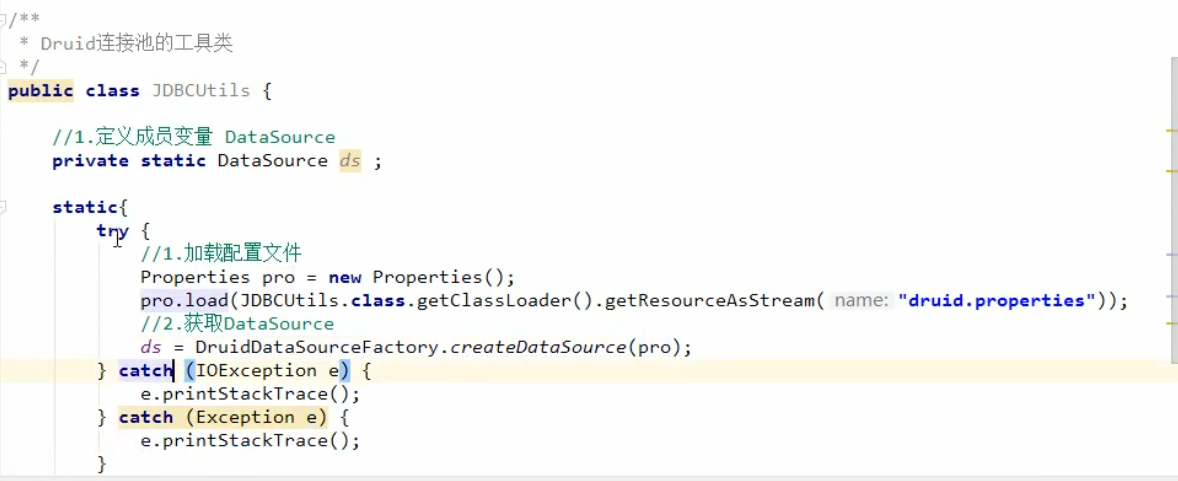 /**
 * Druid连接池的工具类
 */
public class JDBCUtils {
    //1.定义成员变量 DataSource
    private static DataSource ds ;
    static{
        try {
            //1.加载配置文件
            Properties pro = new Properties();
            pro.load(JDBCUtils.class.getClassLoader().getResourceAsStream( name: "druid.properties"));
            //2.获取DataSource
            ds = DruidDataSourceFactory.createDataSource(pro);
        } catch (IOException e) {
            e.printStackTrace();
        } catch (Exception e) {
            e.printStackTrace();
        }